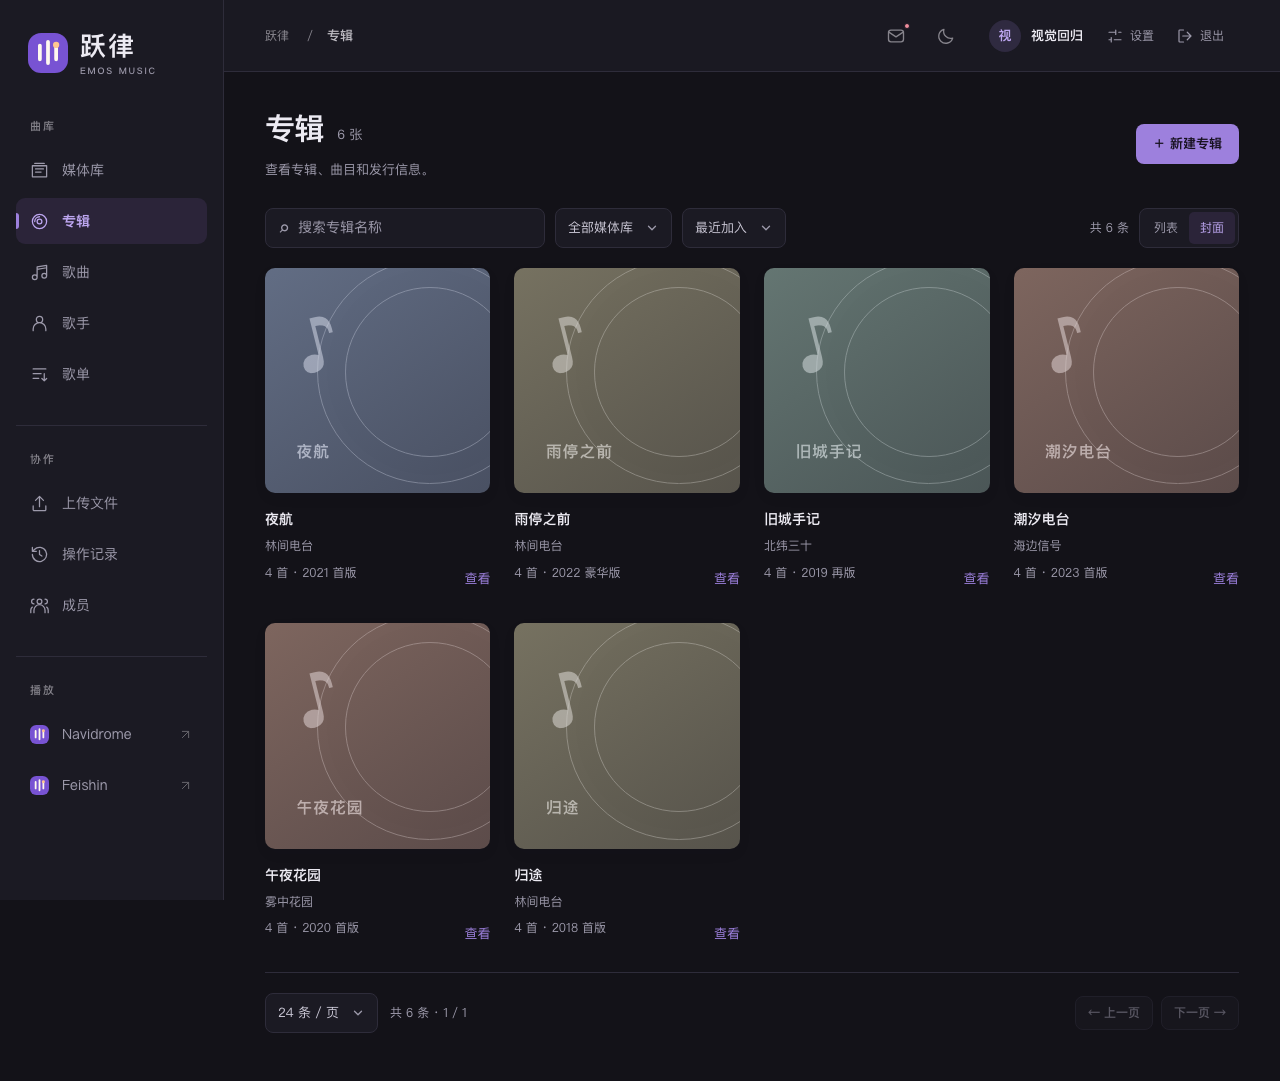 跃律
EMOS MUSIC
曲库
媒体库
专辑
歌曲
歌手
歌单
协作
上传文件
操作记录
成员
播放
Navidrome
Feishin
跃律 / 专辑
视 视觉回归 设置 退出
专辑 6 张
查看专辑、曲目和发行信息。
+ 新建专辑
搜索专辑名称 全部媒体库 最近加入 共 6 条 列表 封面
夜航
雨停之前
旧城手记
潮汐电台
夜航
林间电台
4 首 · 2021 首版
查看
雨停之前
林间电台
4 首 · 2022 豪华版
查看
旧城手记
北纬三十
4 首 · 2019 再版
查看
潮汐电台
海边信号
4 首 · 2023 首版
查看
午夜花园
归途
午夜花园
雾中花园
4 首 · 2020 首版
查看
归途
林间电台
4 首 · 2018 首版
查看
24 条 / 页 共 6 条 · 1 / 1 ← 上一页 下一页 →